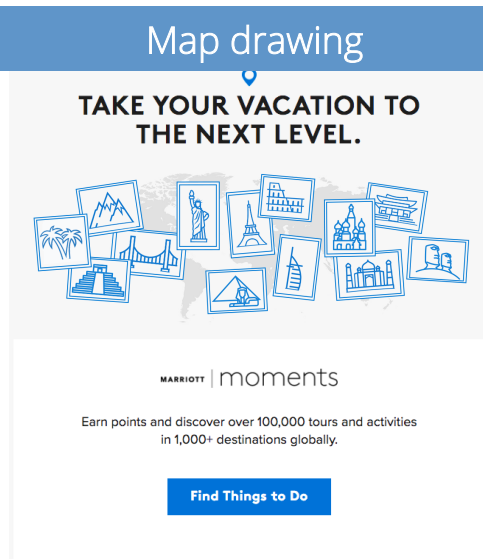 Map drawing
TAKE YOUR VACATION TO
THE NEXT LEVEL.
MARRIOTT | moments
Earn points and discover over 100,000 tours and activities
in 1,000+ destinations globally.
Find Things to Do